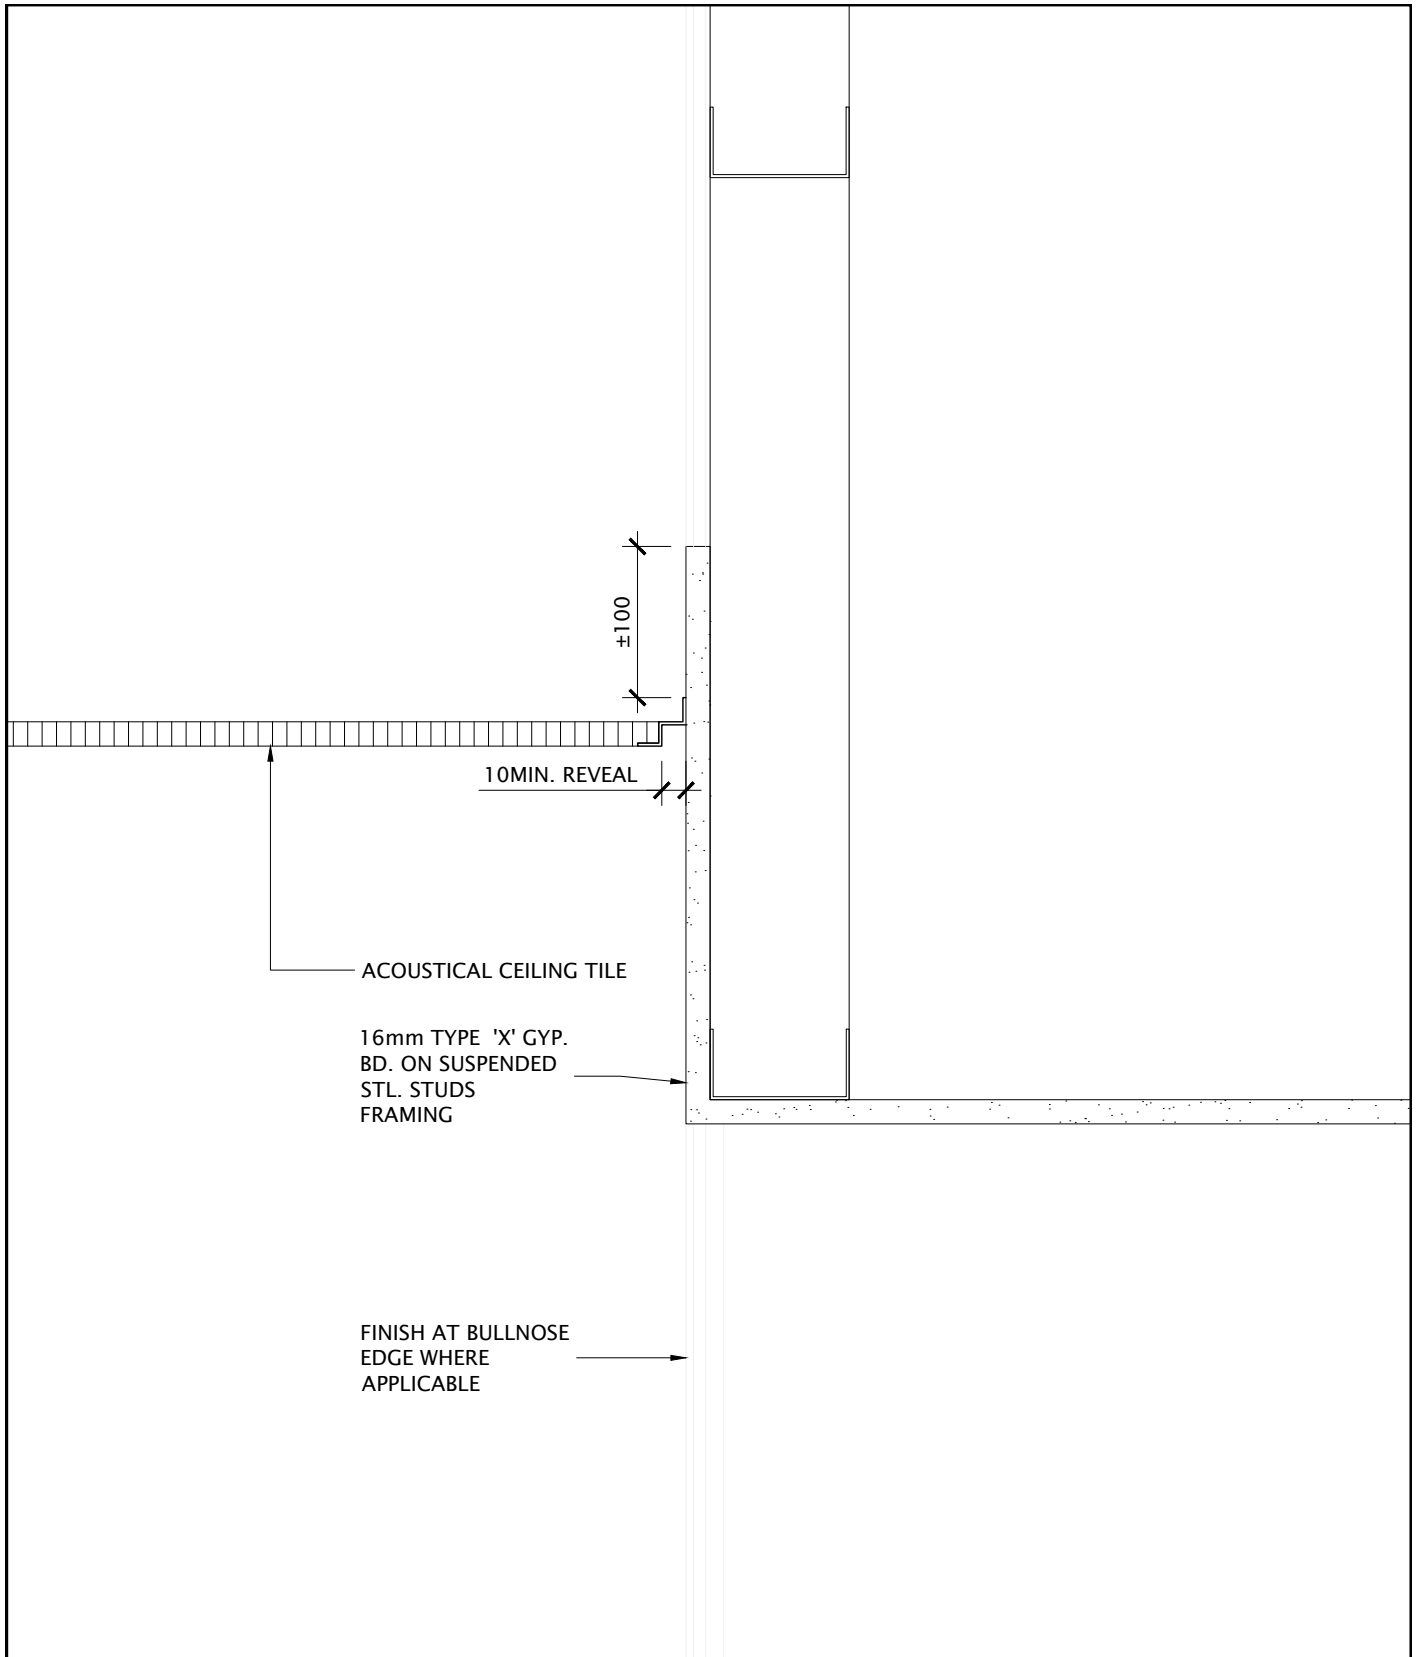 ±100
10MIN. REVEAL
ACOUSTICAL CEILING TILE
16mm TYPE 'X' GYP.
BD. ON SUSPENDED
STL. STUDS
FRAMING
FINISH AT BULLNOSE
EDGE WHERE
APPLICABLE